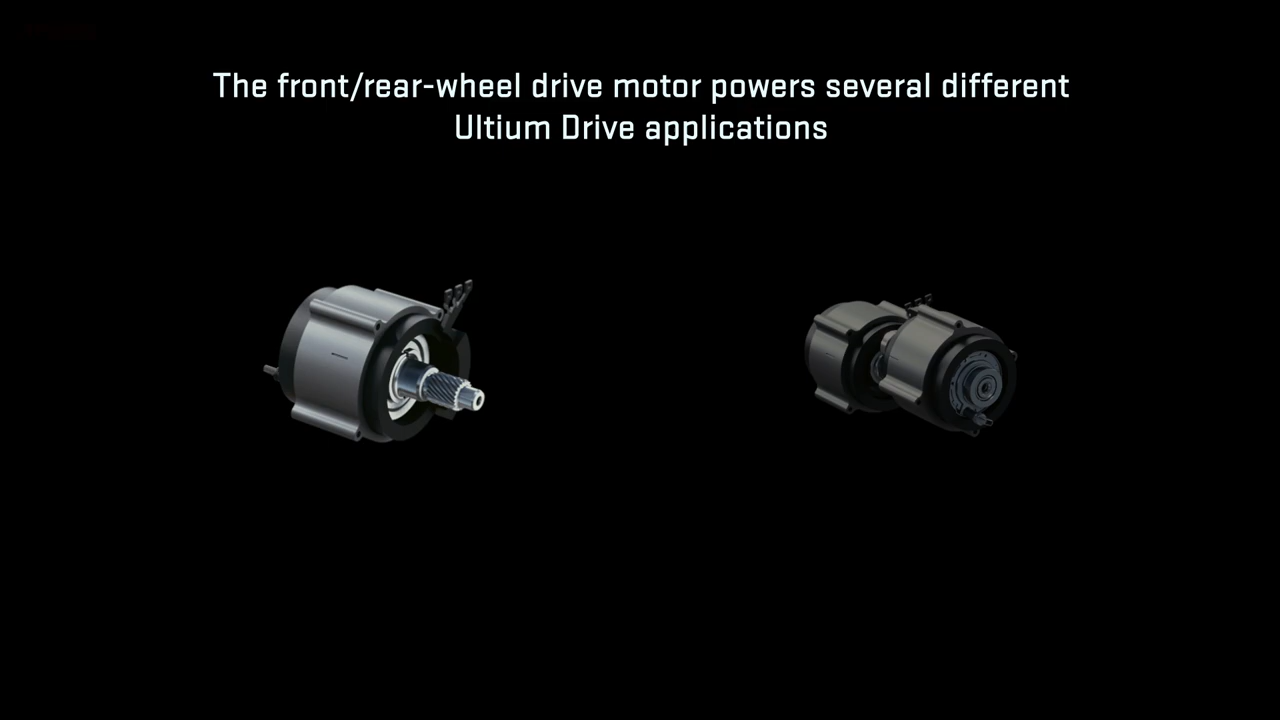 The front/rear-wheel drive motor powers several different
Ultium Drive applications